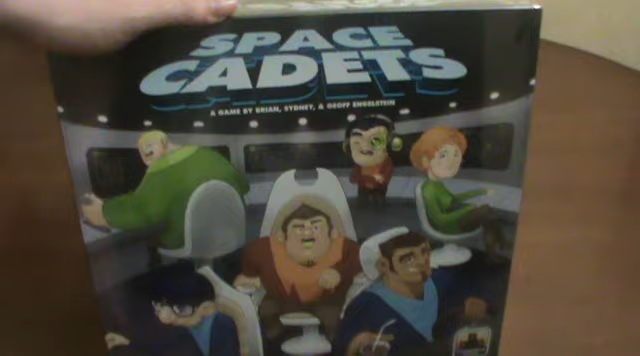 SPACE
CADETS
A GAME BY BRIAN, SYDNEY, & GEOFF ENGELSTEIN